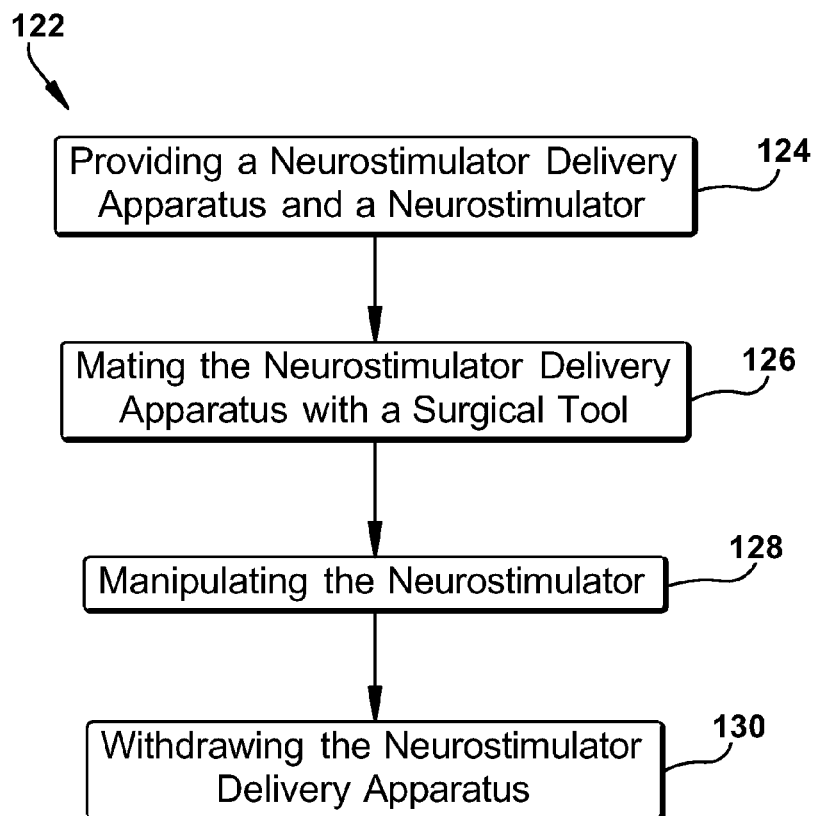 122
Providing a Neurostimulator Delivery
Apparatus and a Neurostimulator
124
Mating the Neurostimulator Delivery
Apparatus with a Surgical Tool
126
Manipulating the Neurostimulator
128
Withdrawing the Neurostimulator
Delivery Apparatus
130